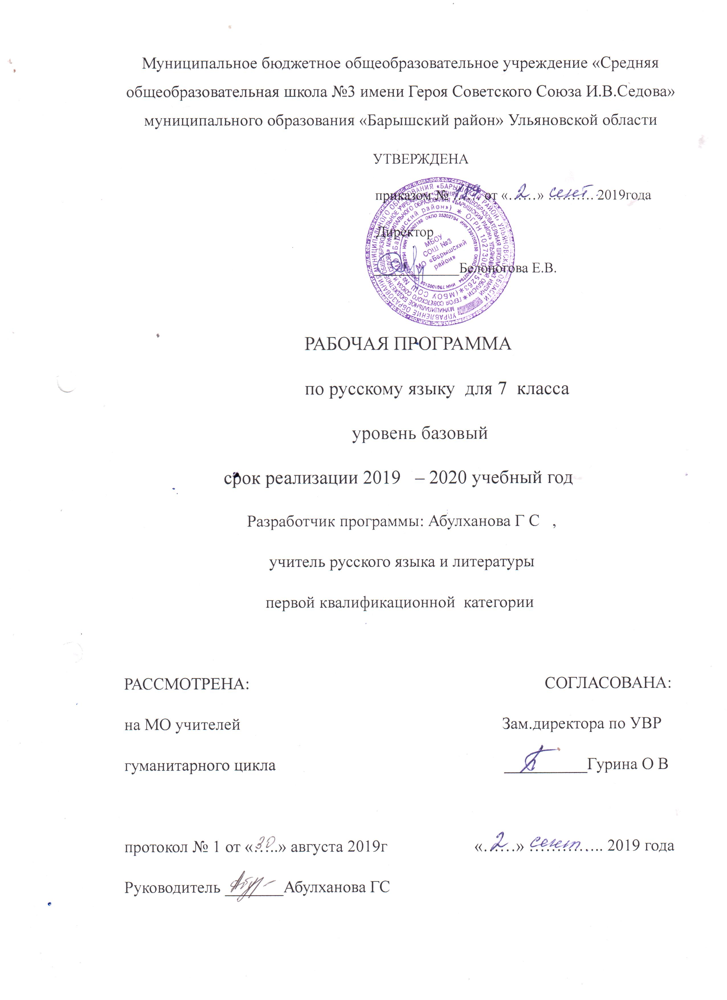 Муниципальное бюджетное общеобразовательное учреждение «Средняя
общеобразовательная школа №3 имени Героя Советского Союза И.В.Седова»
муниципального образования «Барышский район» Ульяновской области
УТВЕРЖДЕНА
приказом № от «2» сент 2019года
Директор
МБОУ
СОШ №3
МО «Барышский
район»
Белоногова Е.В.
РАБОЧАЯ ПРОГРАММА
по русскому языку для 7 класса
уровень базовый
срок реализации 2019 – 2020 учебный год
Разработчик программы: Абулханова Г С ,
учитель русского языка и литературы
первой квалификационной категории
РАССМОТРЕНА: СОГЛАСОВАНА:
на МО учителей Зам.директора по УВР
гуманитарного цикла Гурина О В
протокол № 1 от «30» августа 2019г «2» сент 2019 года
Руководитель Абулханова ГС